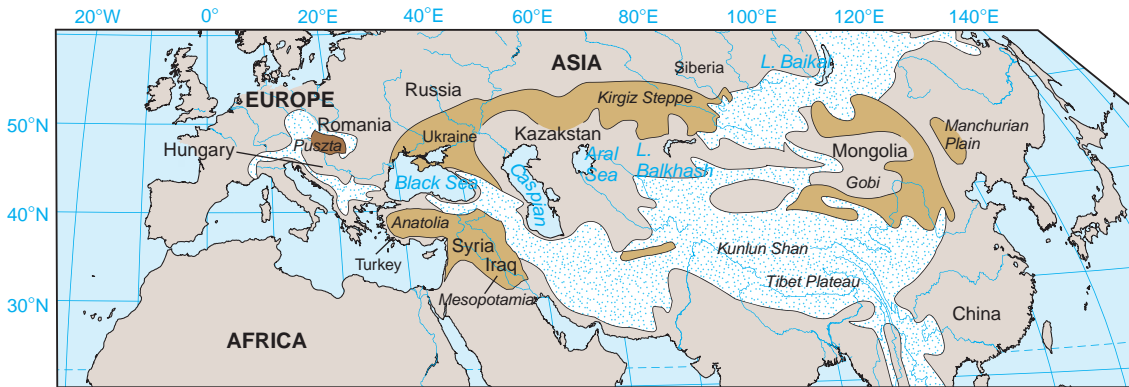 20°W 0° 20°E 40°E 60°E 80°E 100°E 120°E 140°E
ASIA
Siberia
L. Baikal
Russia
EUROPE
Kirgiz Steppe
50°N
Romania
Ukraine
Kazakstan
Manchurian
Plain
Hungary
Puszta
Mongolia
Aral
Sea
L.
Balkhash
Black Sea
Caspian
Gobi
40°N
Anatolia
Syria
Kunlun Shan
Turkey
Iraq
Mesopotamia
Tibet Plateau
30°N
China
AFRICA